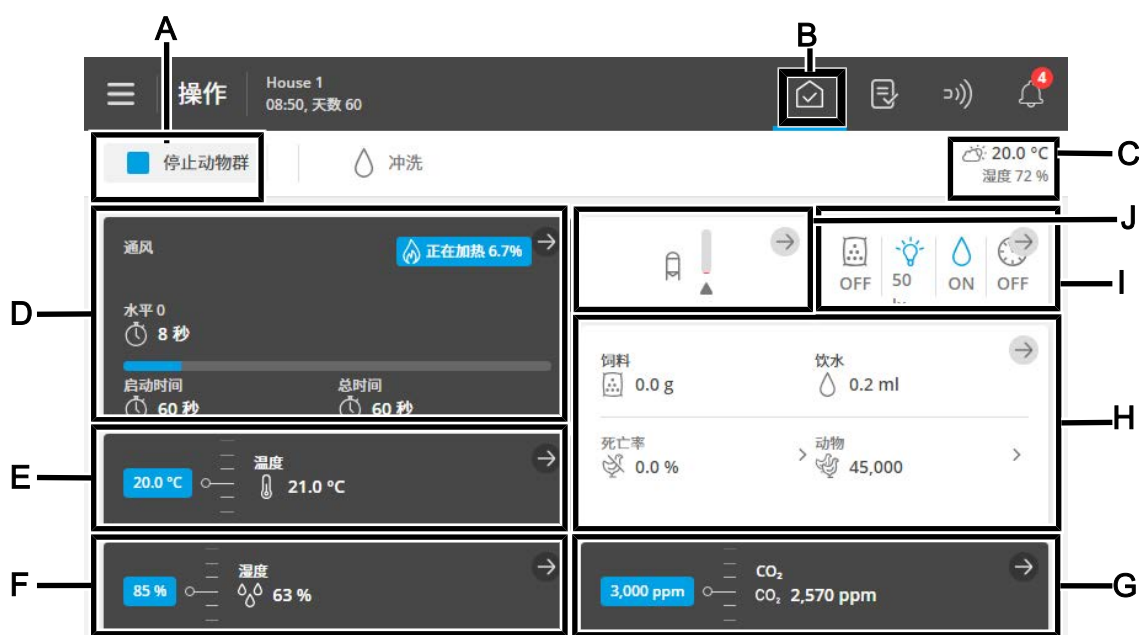 A
B
操作
House 1
08:50, 天数 60
4
停止动物群
冲洗
20.0 °C
湿度 72 %
C
J
通风
正在加热 6.7%
水平 0
8 秒
启动时间
60 秒
总时间
60 秒
D
OFF
50
ON
OFF
I
饲料
0.0 g
饮水
0.2 ml
死亡率
0.0 %
动物
45,000
H
E
20.0 °C
温度
21.0 °C
F
85 %
湿度
63 %
3,000 ppm
CO₂
CO₂ 2,570 ppm
G